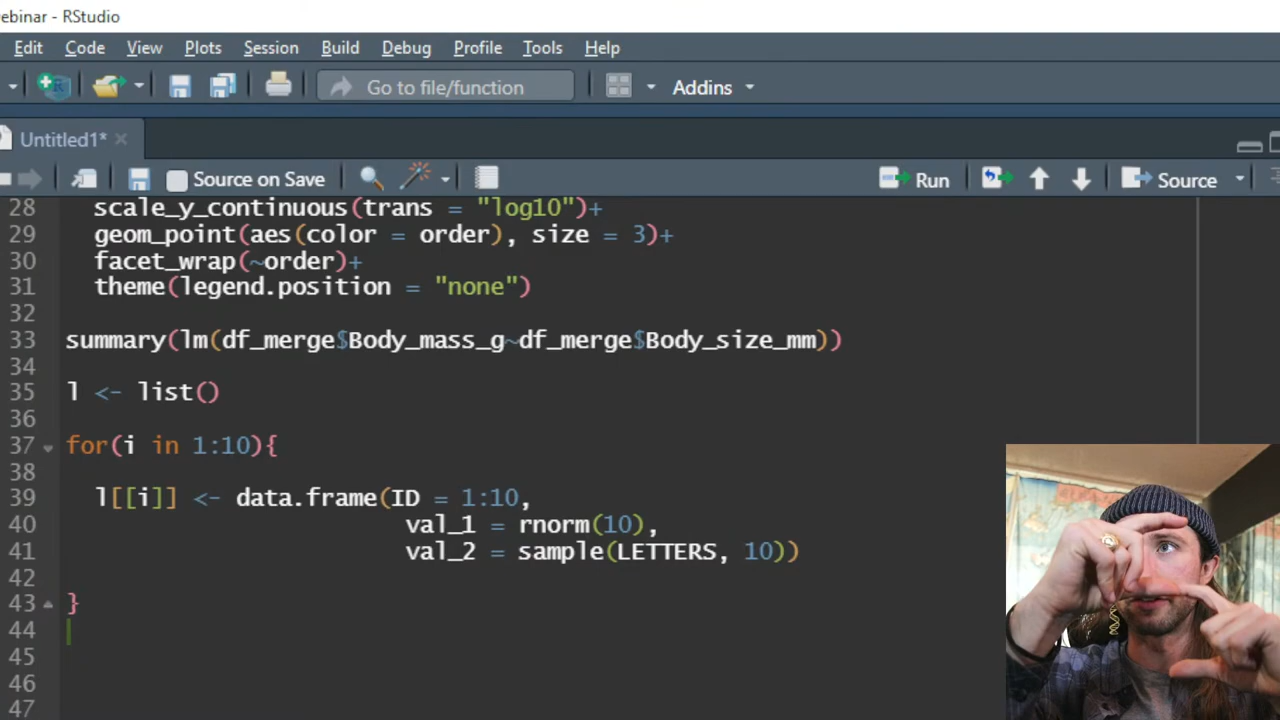 ebinar - RStudio
Edit Code View Plots Session Build Debug Profile Tools Help
Go to file/function Addins
Untitled1*
Source on Save Run Source
28 scale_y_continuous(trans = "log10")+
29 geom_point(aes(color = order), size = 3)+
30 facet_wrap(~order)+
31 theme(legend.position = "none")
32
33 summary(lm(df_merge$Body_mass_g~df_merge$Body_size_mm))
34
35 l <- list()
36
37 for(i in 1:10){
38
39 l[[i]] <- data.frame(ID = 1:10,
40 val_1 = rnorm(10),
41 val_2 = sample(LETTERS, 10))
42
43 }
44
45
46
47